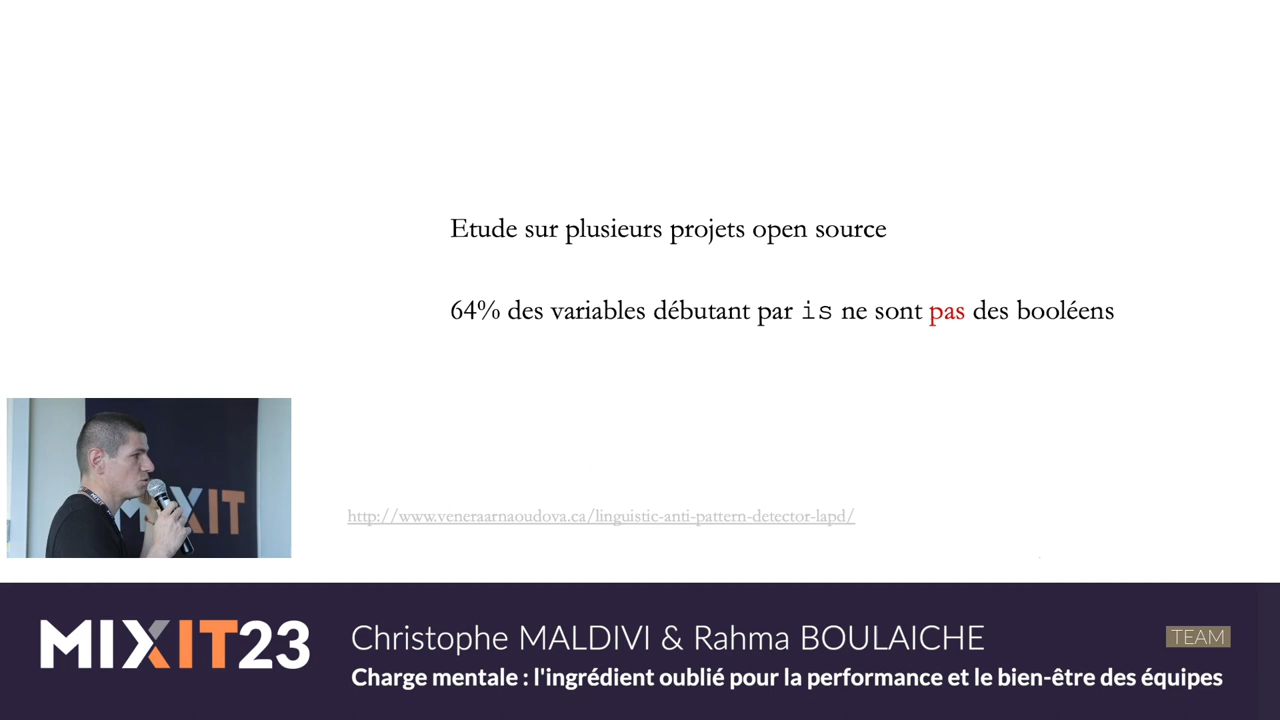 Etude sur plusieurs projets open source
64% des variables débutant par is ne sont pas des booléens
MIXIT
http://www.veneraarnaoudova.ca/linguistic-anti-pattern-detector-lapd/
MIXIT23
Christophe MALDIVI & Rahma BOULAICHE
TEAM
Charge mentale : l'ingrédient oublié pour la performance et le bien-être des équipes